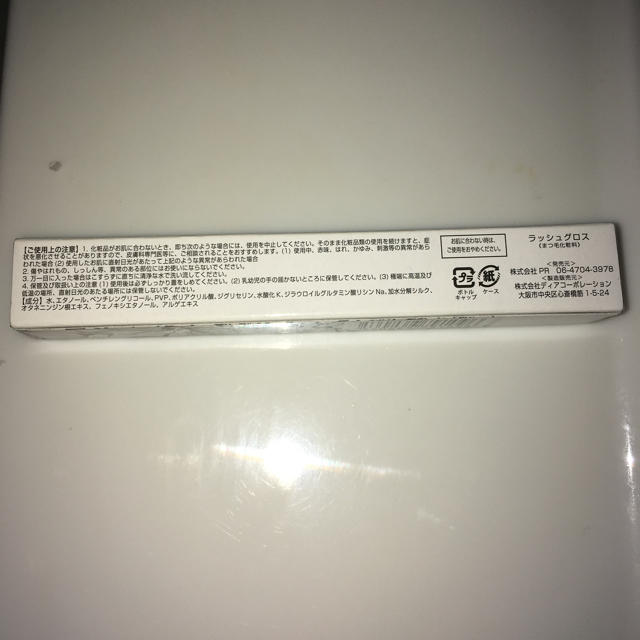 【ご使用上の注意】1. 化粧品がお肌に合わないとき、即ち次のような場合には、使用を中止してください。そのまま化粧品類の使用を続けますと、症
状を悪化させることがありますので、皮膚科専門医等に、ご相談されることをおすすめします。(1) 使用中、赤味、はれ、かゆみ、刺激等の異常があら
われた場合 (2) 使用したお肌に直射日光があたって上記のような異常があらわれた場合
2. 傷やはれもの、しっしん等、異常のある部位にはお使いにならないでください。
3. 万一目に入った場合はこすらずに直ちに清浄な水で洗い流してください。
4. 保管及び取扱い上の注意 (1) 使用後は必ずしっかり蓋をしめてください。(2) 乳幼児の手の届かないところに保管してください。(3) 極端に高温及び
低温の場所、直射日光のあたる場所には保管しないでください。
【成分】水、エタノール、ペンチレングリコール、PVP、ポリアクリル酸、ジグリセリン、水酸化K、ジラウロイルグルタミン酸リシンNa、加水分解シルク、
オタネニンジン根エキス、フェノキシエタノール、アルゲエキス
お肌に合わない時は、
ご使用をおやめください。
プラ
ボトル
キャップ
紙
ケース
ラッシュグロス
(まつ毛化粧料)
<発売元>
株式会社PR 06-4704-3978
<製造販売元>
株式会社ディアコーポレーション
大阪市中央区心斎橋筋 1-5-24